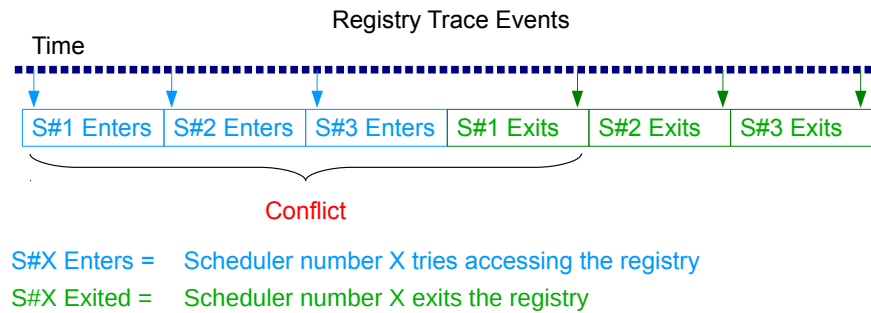 Registry Trace Events
Time
S#1 Enters S#2 Enters S#3 Enters S#1 Exits S#2 Exits S#3 Exits
Conflict
S#X Enters = Scheduler number X tries accessing the registry
S#X Exited = Scheduler number X exits the registry